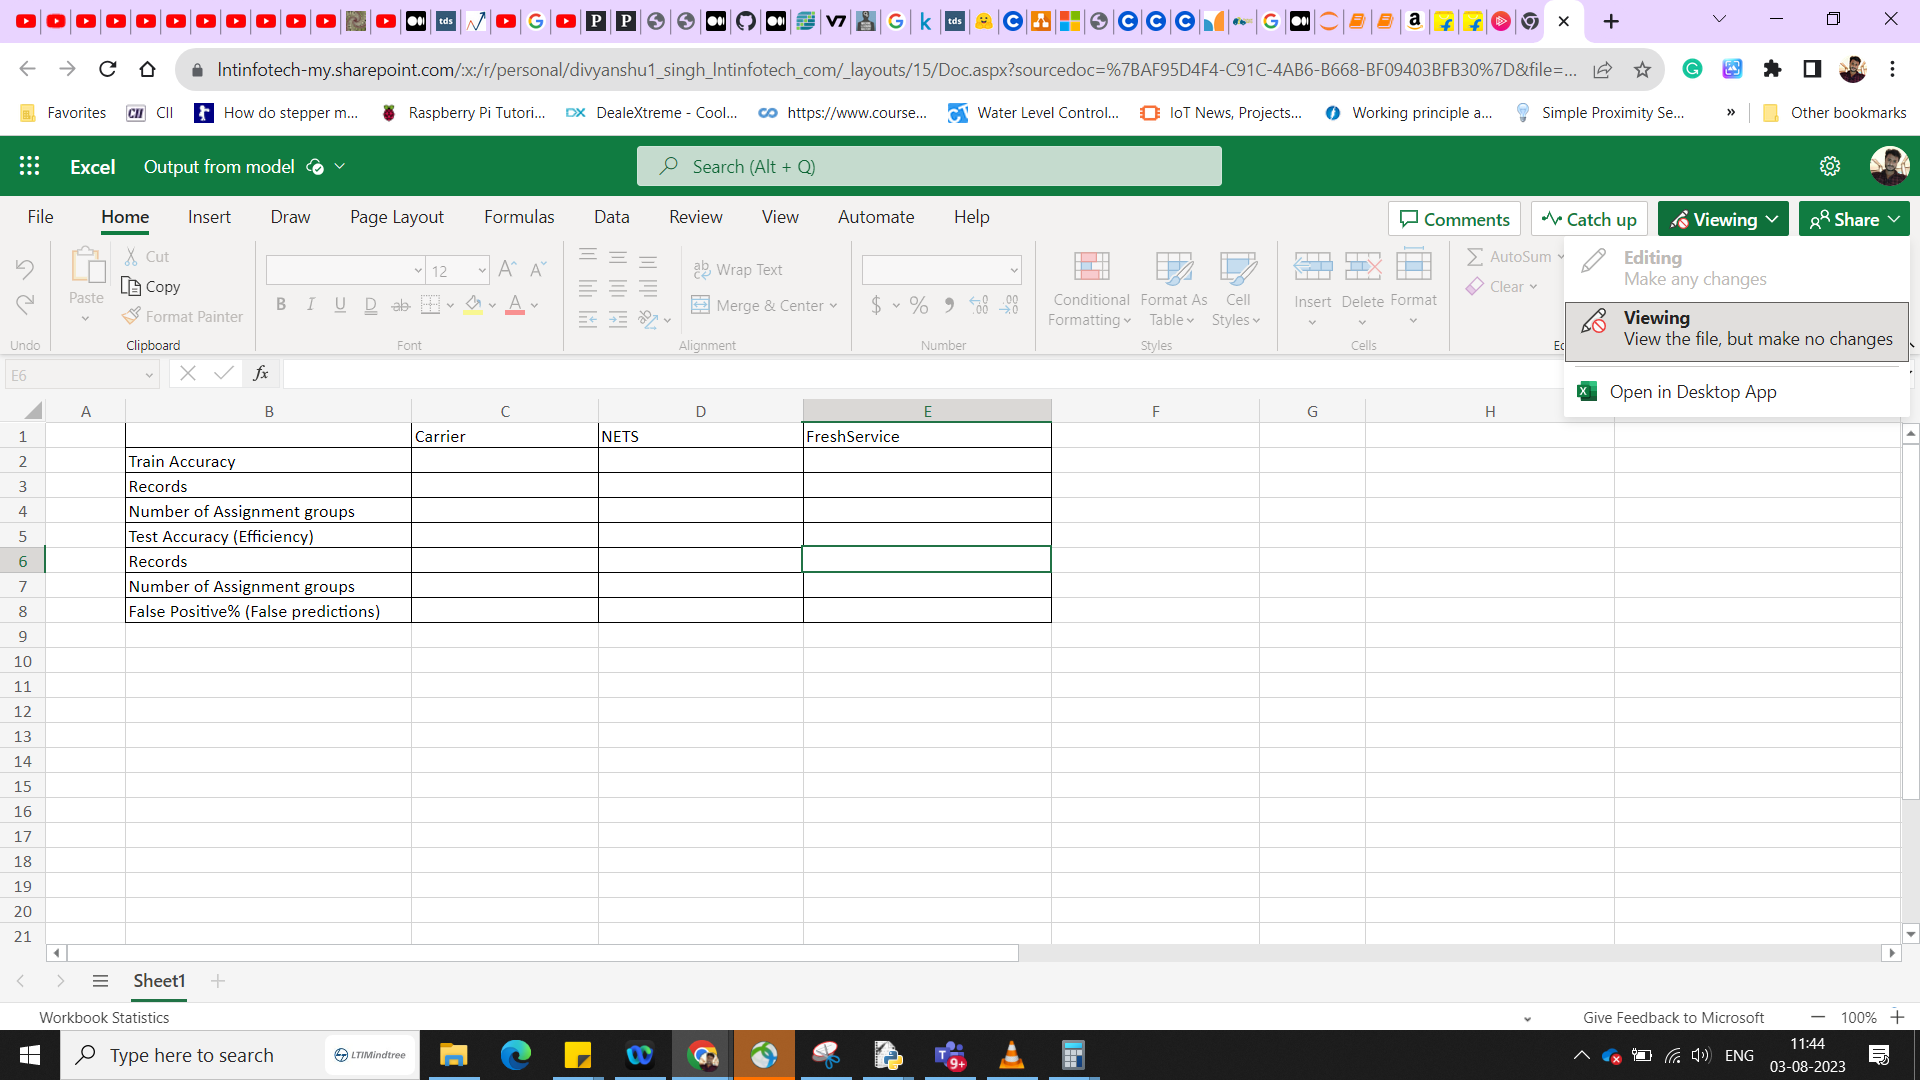 lntinfotech-my.sharepoint.com/:x:/r/personal/divyanshu1_singh_lntinfotech_com/_layouts/15/Doc.aspx?sourcedoc=%7BAF95D4F4-C91C-4AB6-B668-BF09403BFB30%7D&file=...
Favorites CII How do stepper m... Raspberry Pi Tutori... DealeXtreme - Cool... https://www.course... Water Level Control... IoT News, Projects... Working principle a... Simple Proximity Se... » Other bookmarks
Excel Output from model Search (Alt + Q)
File Home Insert Draw Page Layout Formulas Data Review View Automate Help Comments Catch up Viewing Share
Cut
Copy
Format Painter
Paste
Undo Clipboard
12
B I U D ab A
Font
Wrap Text
Merge & Center
Alignment
$ % 9 .00 .00
Number
Conditional Formatting
Format As Table
Cell Styles
Styles
Insert Delete Format
Cells
AutoSum
Clear
Editing
Make any changes
Viewing
View the file, but make no changes
Open in Desktop App
E6 fx
A B C D E F G H
1 Carrier NETS FreshService
2 Train Accuracy
3 Records
4 Number of Assignment groups
5 Test Accuracy (Efficiency)
6 Records
7 Number of Assignment groups
8 False Positive% (False predictions)
9
10
11
12
13
14
15
16
17
18
19
20
21
Sheet1
Workbook Statistics Give Feedback to Microsoft 100%
Type here to search LTIMindtree 9+ ENG 11:44
03-08-2023